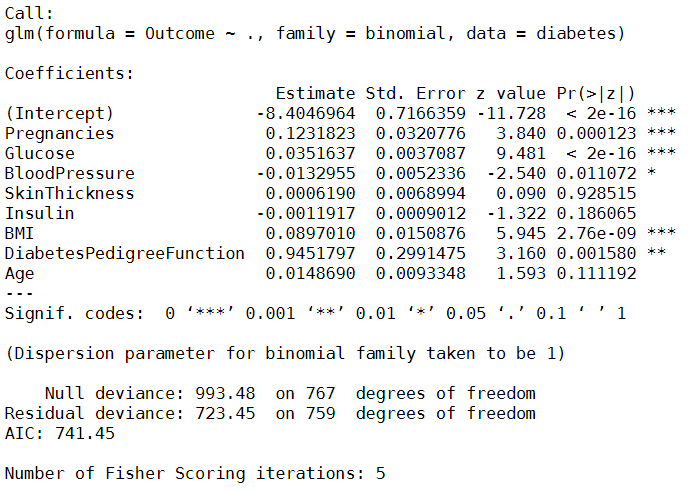 Call:
glm(formula = Outcome ~ ., family = binomial, data = diabetes)
Coefficients:
Estimate Std. Error z value Pr(>|z|)
(Intercept) -8.4046964 0.7166359 -11.728 < 2e-16 ***
Pregnancies 0.1231823 0.0320776 3.840 0.000123 ***
Glucose 0.0351637 0.0037087 9.481 < 2e-16 ***
BloodPressure -0.0132955 0.0052336 -2.540 0.011072 *
SkinThickness 0.0006190 0.0068994 0.090 0.928515
Insulin -0.0011917 0.0009012 -1.322 0.186065
BMI 0.0897010 0.0150876 5.945 2.76e-09 ***
DiabetesPedigreeFunction 0.9451797 0.2991475 3.160 0.001580 **
Age 0.0148690 0.0093348 1.593 0.111192
---
Signif. codes: 0 ‘***’ 0.001 ‘**’ 0.01 ‘*’ 0.05 ‘.’ 0.1 ‘ ’ 1
(Dispersion parameter for binomial family taken to be 1)
Null deviance: 993.48 on 767 degrees of freedom
Residual deviance: 723.45 on 759 degrees of freedom
AIC: 741.45
Number of Fisher Scoring iterations: 5